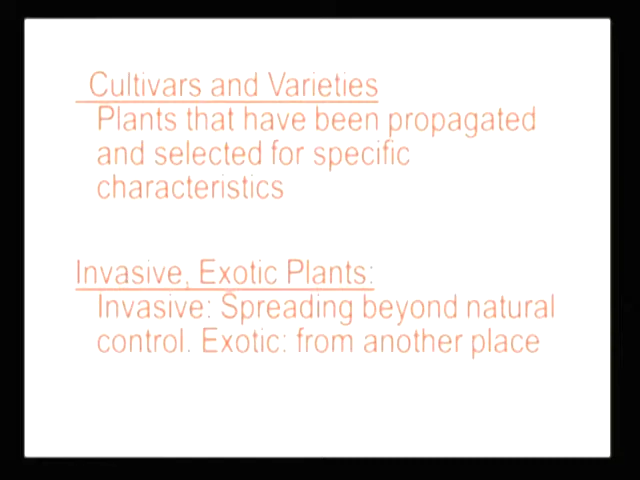 Cultivars and Varieties
Plants that have been propagated
and selected for specific
characteristics
Invasive, Exotic Plants:
Invasive: Spreading beyond natural
control. Exotic: from another place